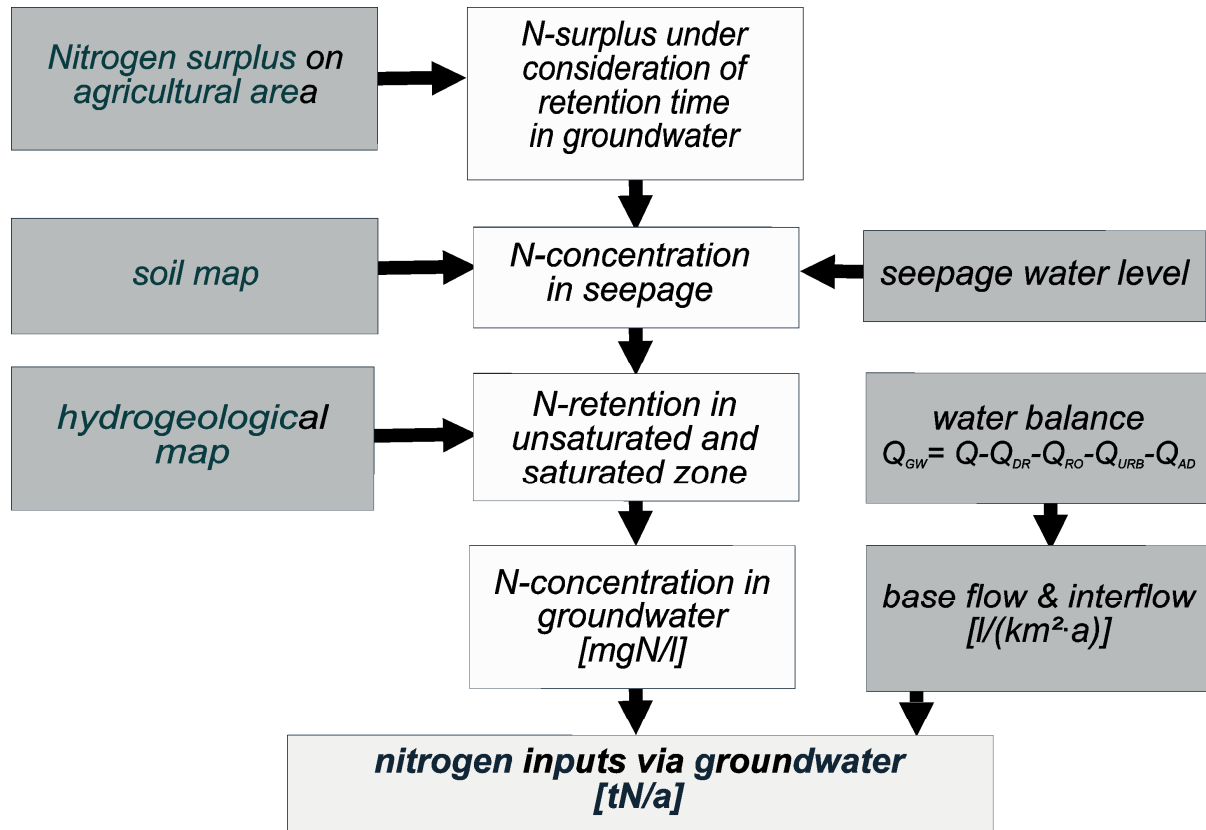 Nitrogen surplus on
agricultural area
N-surplus under
consideration of
retention time
in groundwater
soil map
N-concentration
in seepage
seepage water level
hydrogeological
map
N-retention in
unsaturated and
saturated zone
water balance
Q_GW= Q-Q_DR-Q_RO-Q_URB-Q_AD
N-concentration in
groundwater
[mgN/l]
base flow & interflow
[l/(km²·a)]
nitrogen inputs via groundwater
[tN/a]